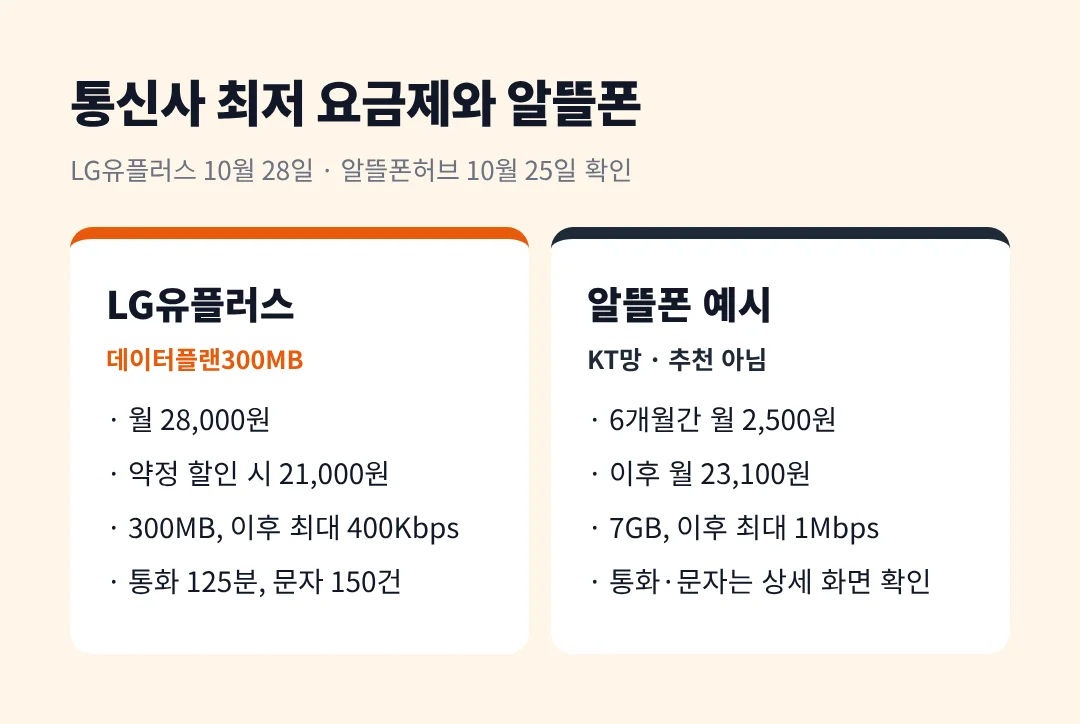 통신사 최저 요금제와 알뜰폰
LG유플러스 10월 28일 · 알뜰폰허브 10월 25일 확인
LG유플러스
데이터플랜300MB
· 월 28,000원
· 약정 할인 시 21,000원
· 300MB, 이후 최대 400Kbps
· 통화 125분, 문자 150건
알뜰폰 예시
KT망 · 추천 아님
· 6개월간 월 2,500원
· 이후 월 23,100원
· 7GB, 이후 최대 1Mbps
· 통화·문자는 상세 화면 확인